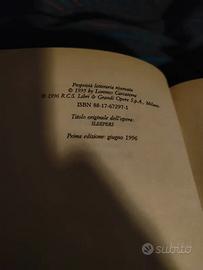 Proprietà letteraria riservata
© 1995 by Lorenzo Carcaterra
© 1996 R.C.S. Libri & Grandi Opere S.p.A., Milano
ISBN 88-17-67297-1
Titolo originale dell'opera:
SLEEPERS
Prima edizione: giugno 1996
subito